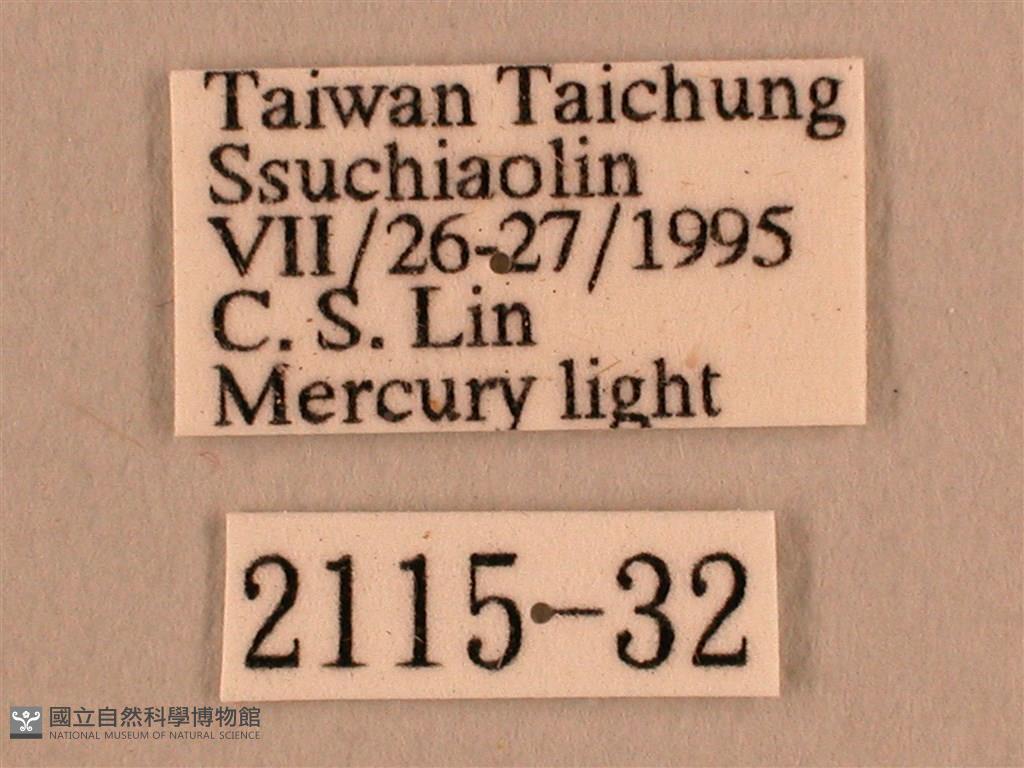 Taiwan Taichung
Ssuchiaolin
VII/26-27/1995
C. S. Lin
Mercury light
2115-32
國立自然科學博物館
NATIONAL MUSEUM OF NATURAL SCIENCE